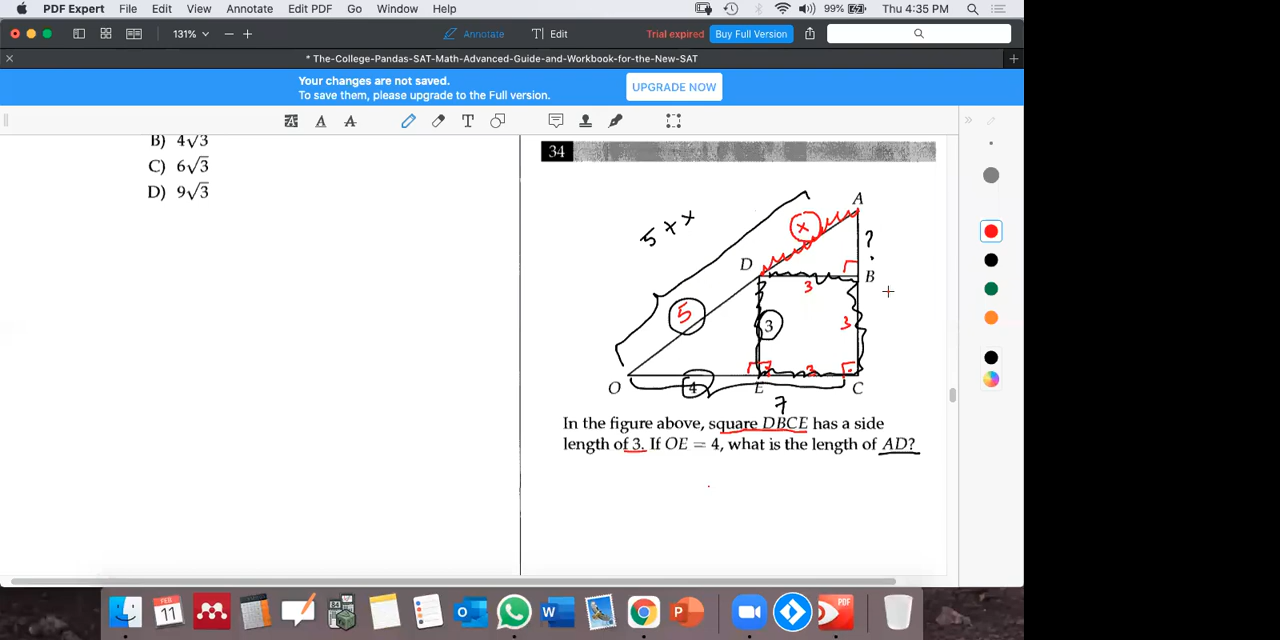 PDF Expert File Edit View Annotate Edit PDF Go Window Help 99% Thu 4:35 PM
131% Annotate Edit Trial expired Buy Full Version
* The-College-Pandas-SAT-Math-Advanced-Guide-and-Workbook-for-the-New-SAT
Your changes are not saved.
To save them, please upgrade to the Full version.
UPGRADE NOW
A A A T
B) 4√3
C) 6√3
D) 9√3
34
A
x
5 + x
?
D
B
3
5
3
3
3
O
4
E
C
7
In the figure above, square DBCE has a side
length of 3. If OE = 4, what is the length of AD?
FEB
11
W
P
PDF